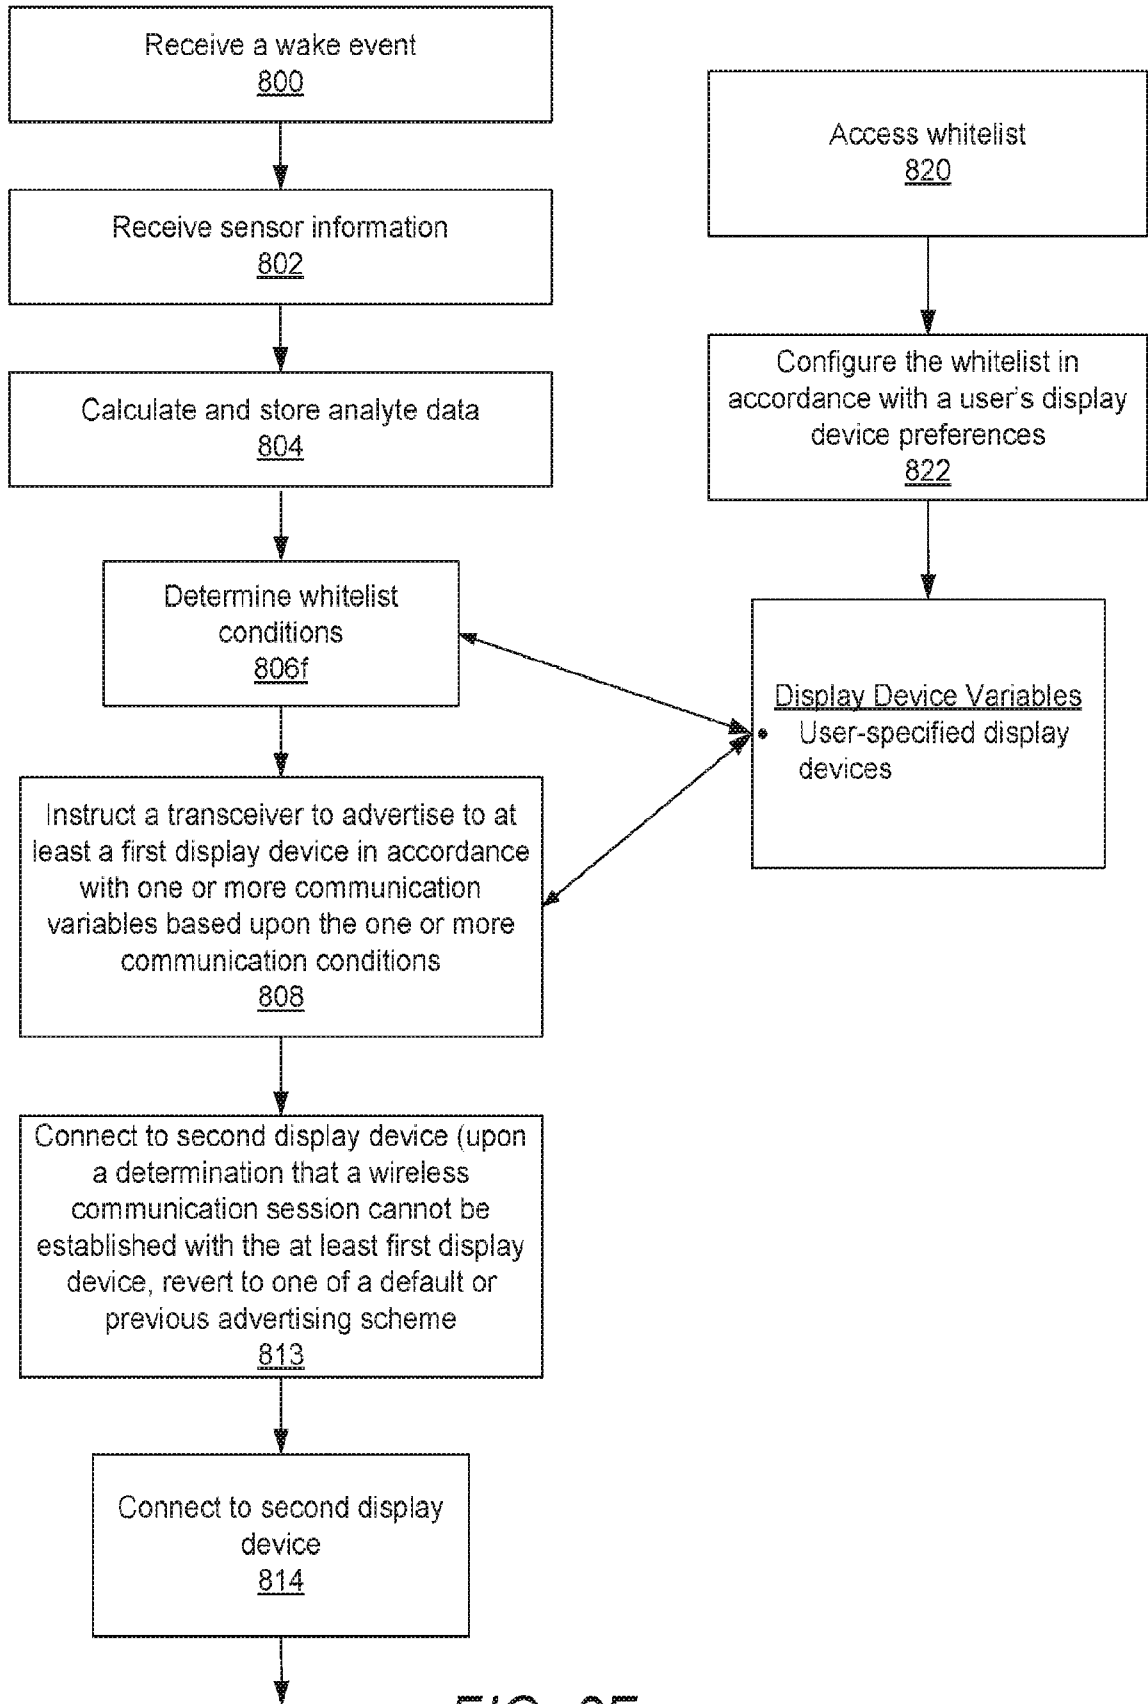 Receive a wake event
800
Receive sensor information
802
Calculate and store analyte data
804
Determine whitelist
conditions
806f
Instruct a transceiver to advertise to at
least a first display device in accordance
with one or more communication
variables based upon the one or more
communication conditions
808
Connect to second display device (upon
a determination that a wireless
communication session cannot be
established with the at least first display
device, revert to one of a default or
previous advertising scheme
813
Connect to second display
device
814
Access whitelist
820
Configure the whitelist in
accordance with a user's display
device preferences
822
Display Device Variables
• User-specified display
devices